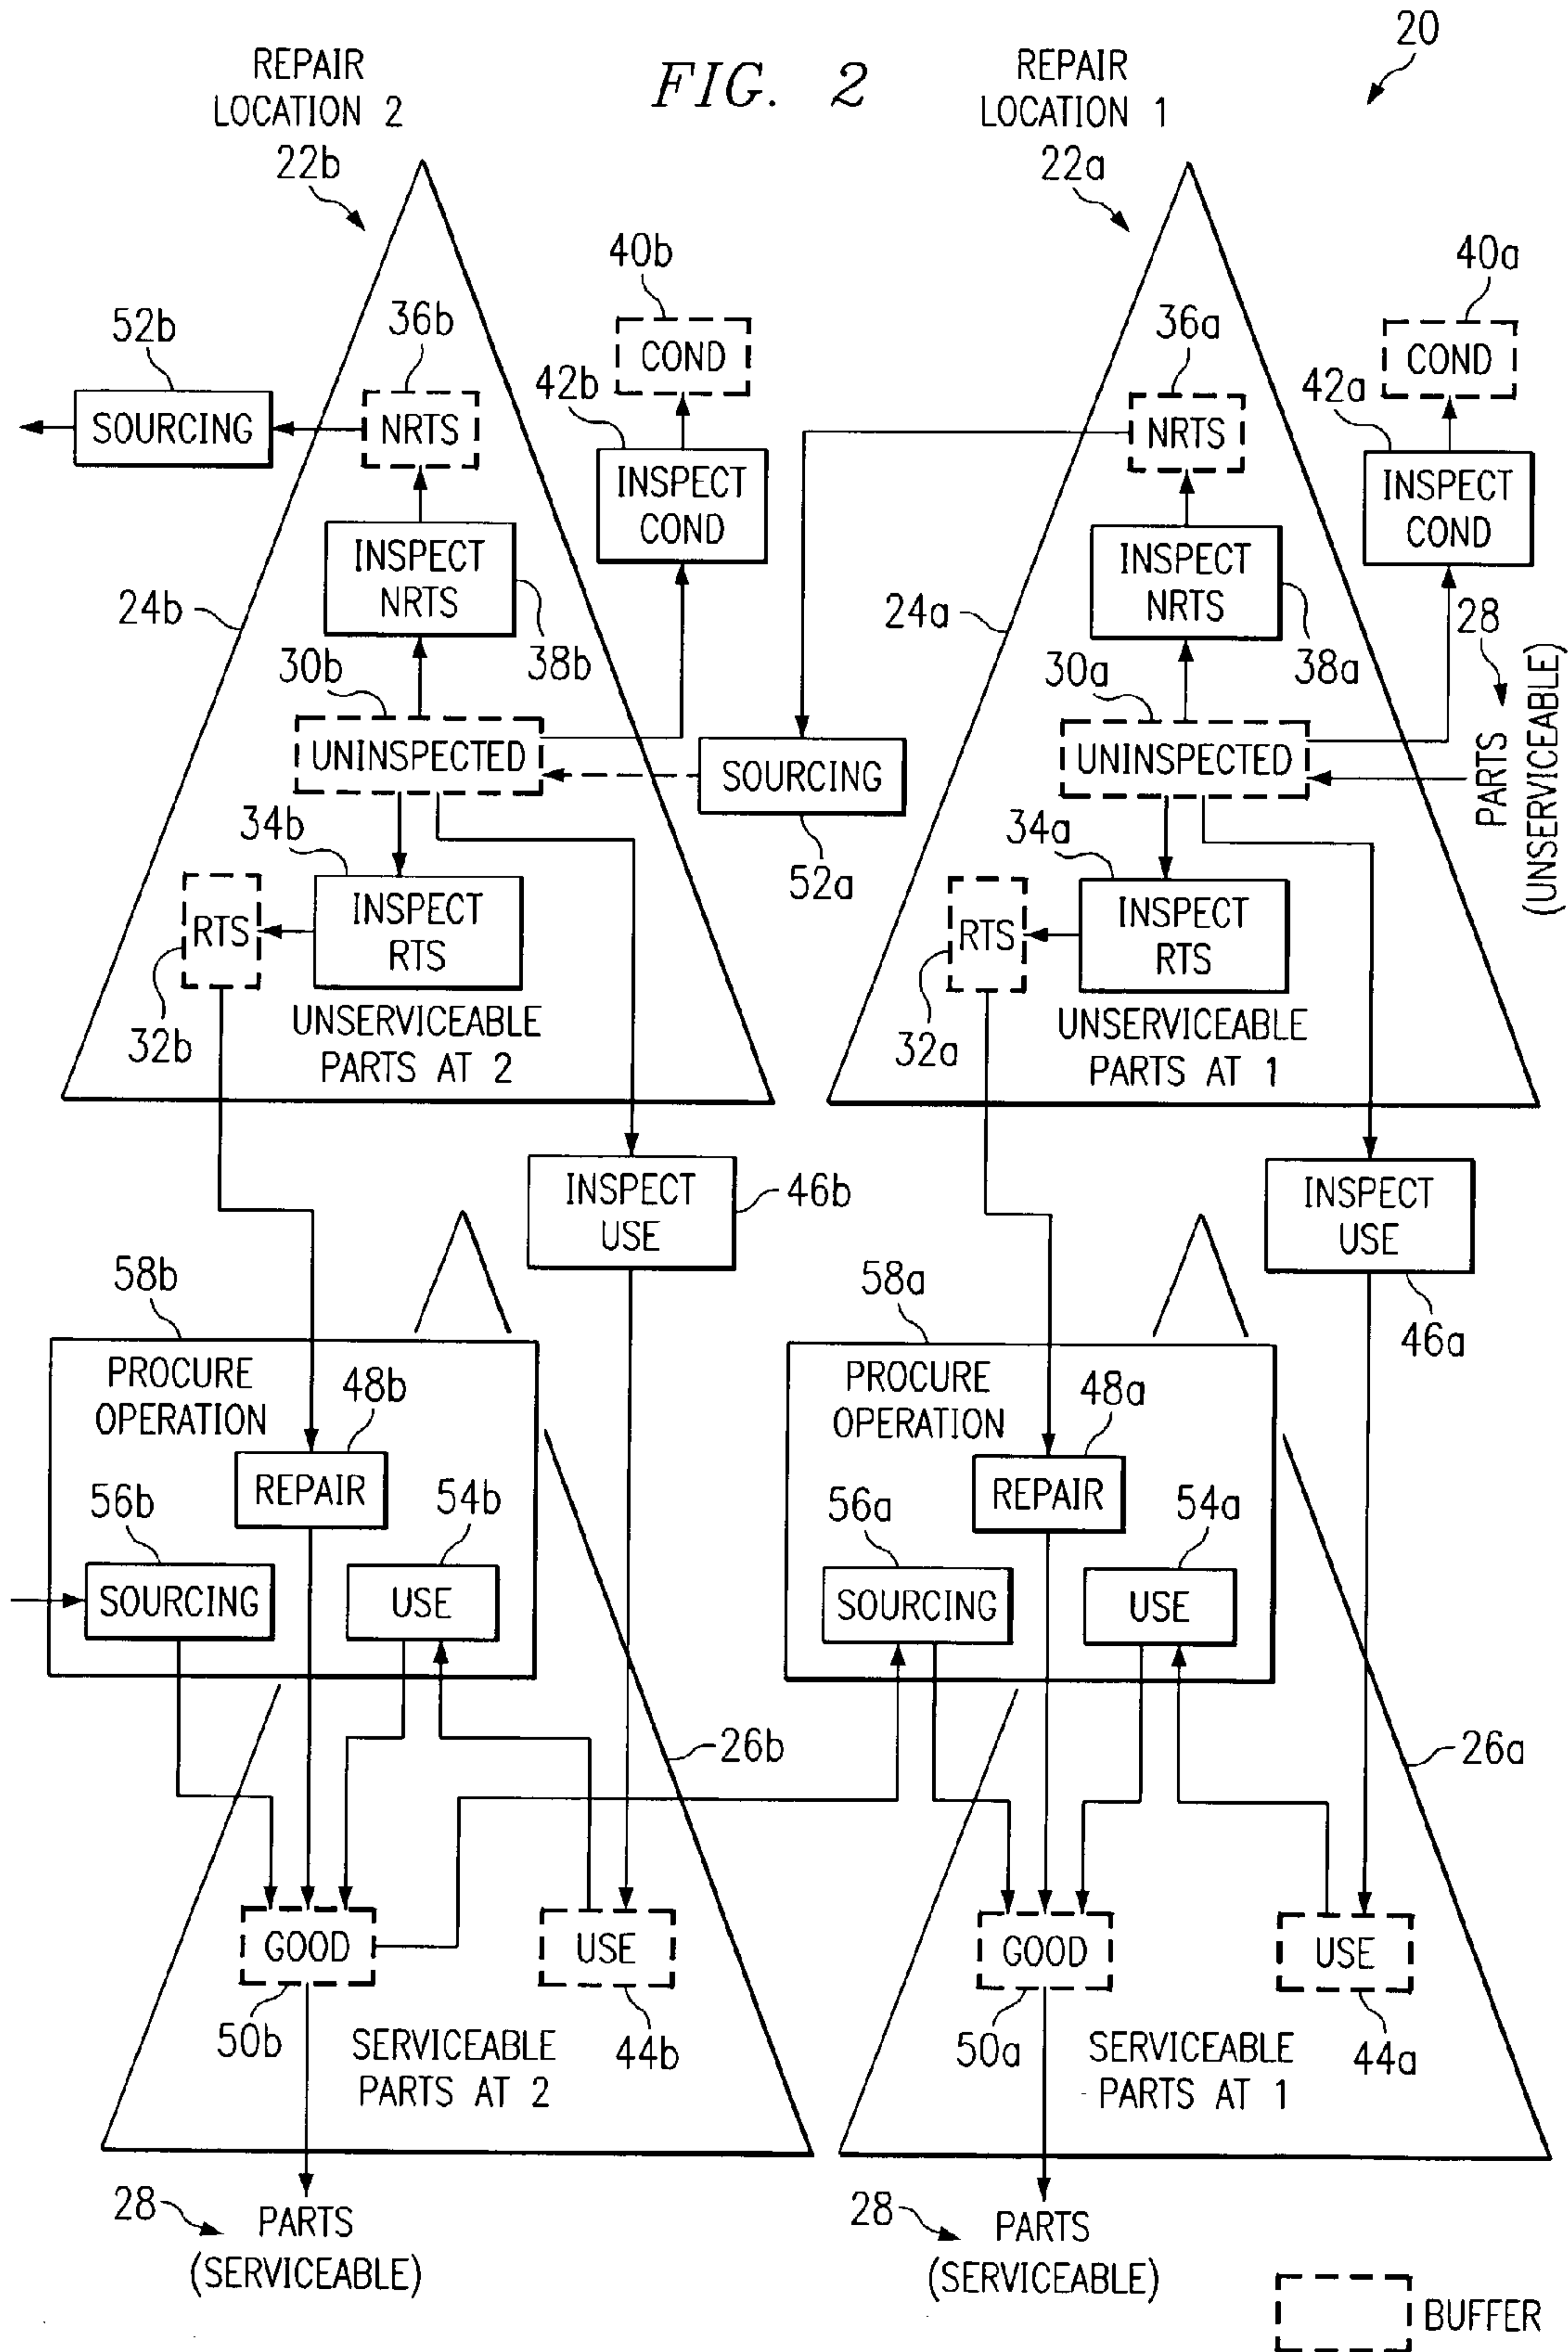 FIG. 2
20
REPAIR
LOCATION 2
22b
REPAIR
LOCATION 1
22a
40b
COND
42b
INSPECT
COND
52b
SOURCING
36b
NRTS
INSPECT
NRTS
38b
24b
30b
UNINSPECTED
34b
INSPECT
RTS
RTS
32b
UNSERVICEABLE
PARTS AT 2
SOURCING
52a
40a
COND
42a
INSPECT
COND
36a
NRTS
INSPECT
NRTS
38a
24a
30a
UNINSPECTED
28
PARTS
(UNSERVICEABLE)
34a
INSPECT
RTS
RTS
32a
UNSERVICEABLE
PARTS AT 1
INSPECT
USE
46b
INSPECT
USE
46a
58b
PROCURE
OPERATION
48b
REPAIR
56b
SOURCING
54b
USE
26b
GOOD
50b
USE
44b
SERVICEABLE
PARTS AT 2
28
PARTS
(SERVICEABLE)
58a
PROCURE
OPERATION
48a
REPAIR
56a
SOURCING
54a
USE
26a
GOOD
50a
USE
44a
SERVICEABLE
PARTS AT 1
28
PARTS
(SERVICEABLE)
BUFFER